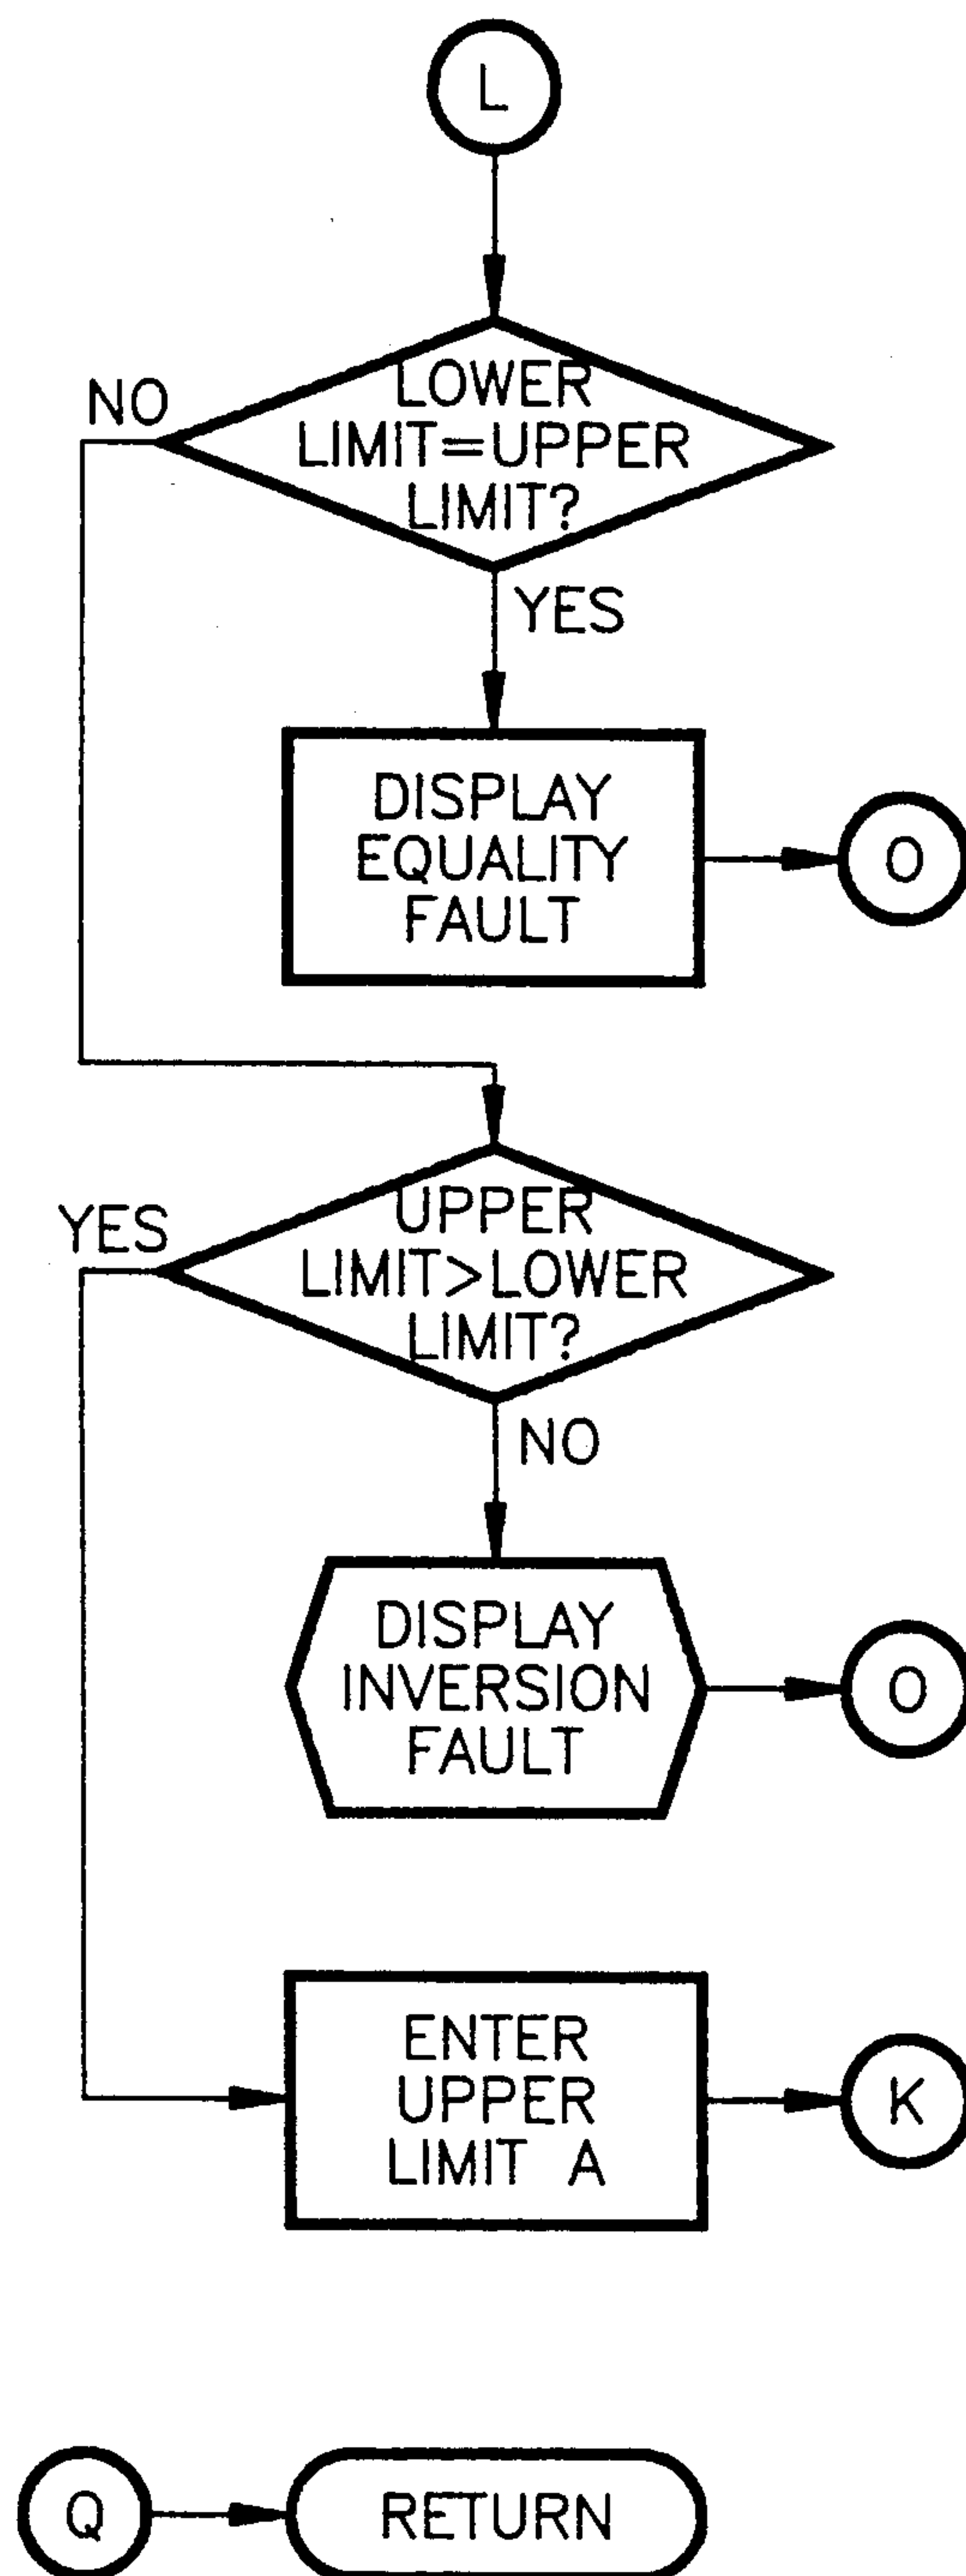 L
NO
LOWER
LIMIT=UPPER
LIMIT?
YES
DISPLAY
EQUALITY
FAULT
O
YES
UPPER
LIMIT>LOWER
LIMIT?
NO
DISPLAY
INVERSION
FAULT
O
ENTER
UPPER
LIMIT A
K
Q
RETURN